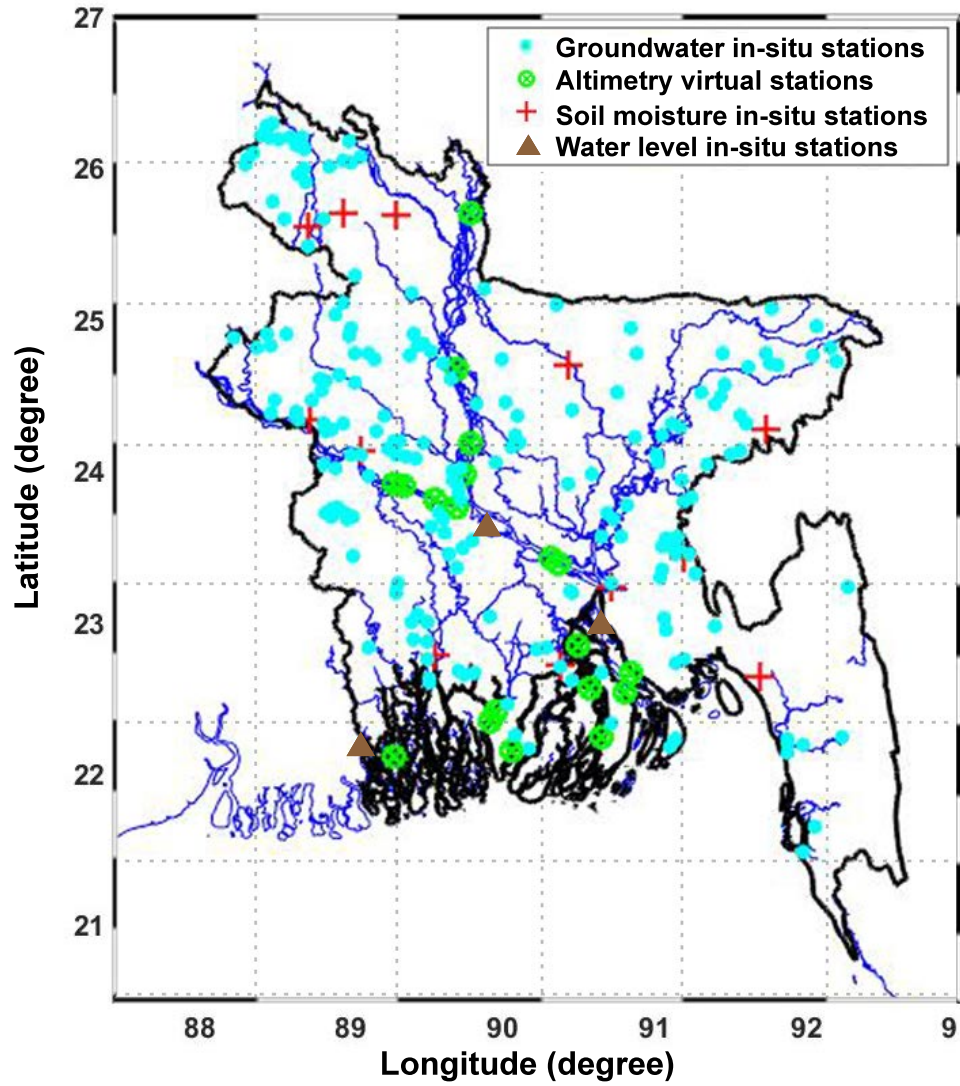 27
Groundwater in-situ stations
Altimetry virtual stations
Soil moisture in-situ stations
Water level in-situ stations
26
25
24
23
22
21
Latitude (degree)
88 89 90 91 92 9
Longitude (degree)